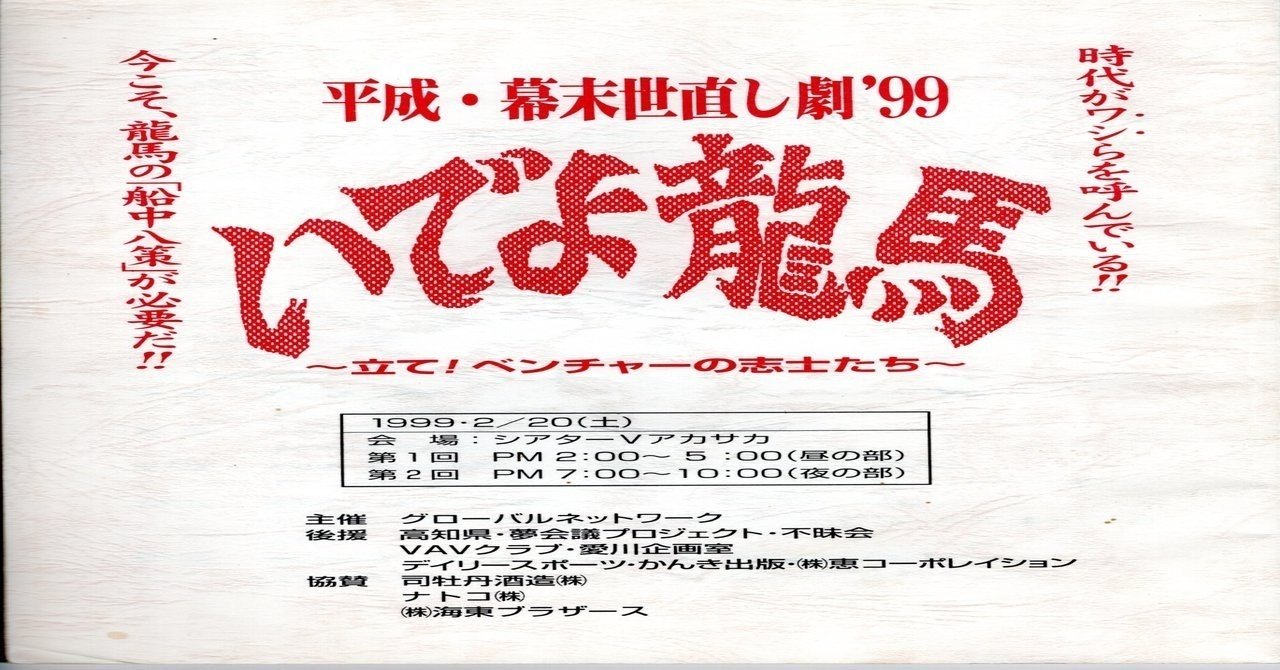 時代がワシらを呼んでいる!!
平成・幕末世直し劇'99
いでよ龍馬
〜立て!ベンチャーの志士たち〜
今こそ、龍馬の「船中八策」が必要だ!!
1999・2/20(土)
会 場：シアターVアカサカ
第1回 PM 2:00〜 5:00(昼の部)
第2回 PM 7:00〜10:00(夜の部)
主催 グローバルネットワーク
後援 高知県・夢会議プロジェクト・不昧会
VAVクラブ・愛川企画室
デイリースポーツ・かんき出版・㈱恵コーポレイション
協賛 司牡丹酒造㈱
ナトコ㈱
㈱海東ブラザース